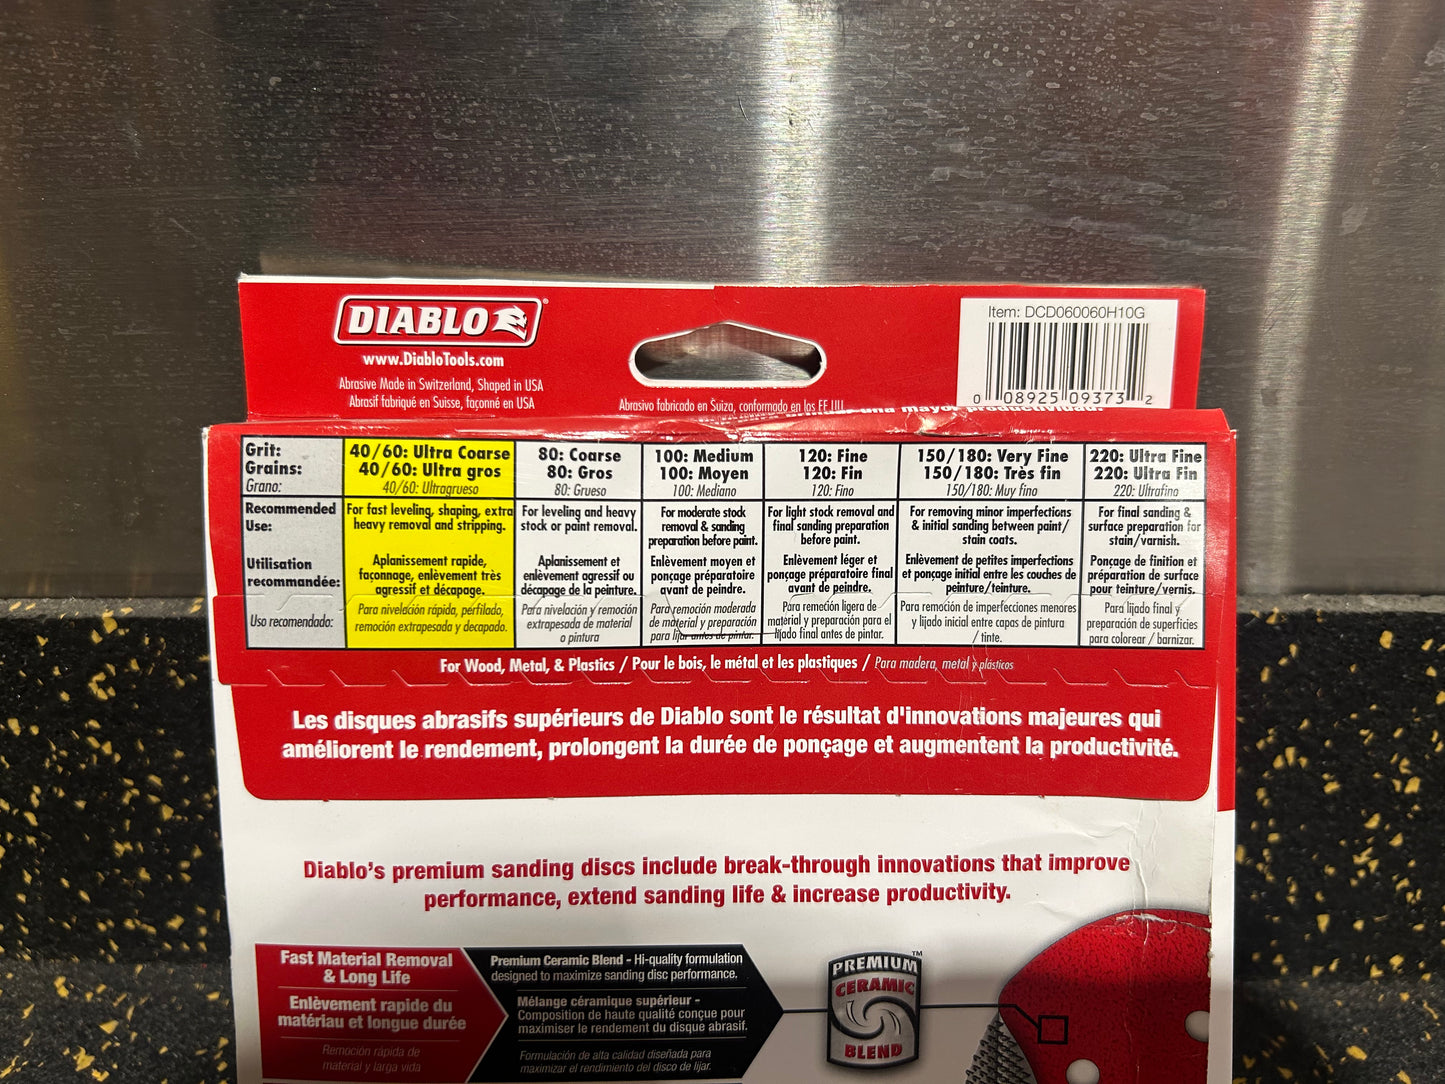 DIABLO®
www.DiabloTools.com
Abrasive Made in Switzerland, Shaped in USA
Abrasif fabriqué en Suisse, façonné en USA
Abrasivo fabricado en Suiza, conformado en los EE.UU.
Item: DCD060060H10G
0 08925 09373 2
una mayor productividad.
Grit:
Grains:
Grano:
40/60: Ultra Coarse
40/60: Ultra gros
40/60: Ultragrueso
80: Coarse
80: Gros
80: Grueso
100: Medium
100: Moyen
100: Mediano
120: Fine
120: Fin
120: Fino
150/180: Very Fine
150/180: Très fin
150/180: Muy fino
220: Ultra Fine
220: Ultra Fin
220: Ultrafino
Recommended
Use:
For fast leveling, shaping, extra
heavy removal and stripping.
For leveling and heavy
stock or paint removal.
For moderate stock
removal & sanding
preparation before paint.
For light stock removal and
final sanding preparation
before paint.
For removing minor imperfections
& initial sanding between paint/
stain coats.
For final sanding &
surface preparation for
stain/varnish.
Utilisation
recommandée:
Aplanissement rapide,
façonnage, enlèvement très
agressif et décapage.
Aplanissement et
enlèvement agressif ou
décapage de la peinture.
Enlèvement moyen et
ponçage préparatoire
avant de peindre.
Enlèvement léger et
ponçage préparatoire final
avant de peindre.
Enlèvement de petites imperfections
et ponçage initial entre les couches de
peinture/teinture.
Ponçage de finition et
préparation de surface
pour teinture/vernis.
Uso recomendado:
Para nivelación rápida, perfilado,
remoción extrapesada y decapado.
Para nivelación y remoción
extrapesada de material
o pintura
Para remoción moderada
de material y preparación
para lijar antes de pintar.
Para remoción ligera de
material y preparación para el
lijado final antes de pintar.
Para remoción de imperfecciones menores
y lijado inicial entre capas de pintura
/ tinte.
Para lijado final y
preparación de superficies
para colorear / barnizar.
For Wood, Metal, & Plastics / Pour le bois, le métal et les plastiques / Para madera, metal y plásticos
Les disques abrasifs supérieurs de Diablo sont le résultat d'innovations majeures qui
améliorent le rendement, prolongent la durée de ponçage et augmentent la productivité.
Diablo's premium sanding discs include break-through innovations that improve
performance, extend sanding life & increase productivity.
Fast Material Removal
& Long Life
Enlèvement rapide du
matériau et longue durée
Remoción rápida de
material y larga vida
Premium Ceramic Blend - Hi-quality formulation
designed to maximize sanding disc performance.
Mélange céramique supérieur -
Composition de haute qualité conçue pour
maximiser le rendement du disque abrasif.
Formulación de alta calidad diseñada para
maximizar el rendimiento del disco de lijar.
PREMIUM™
CERAMIC
BLEND